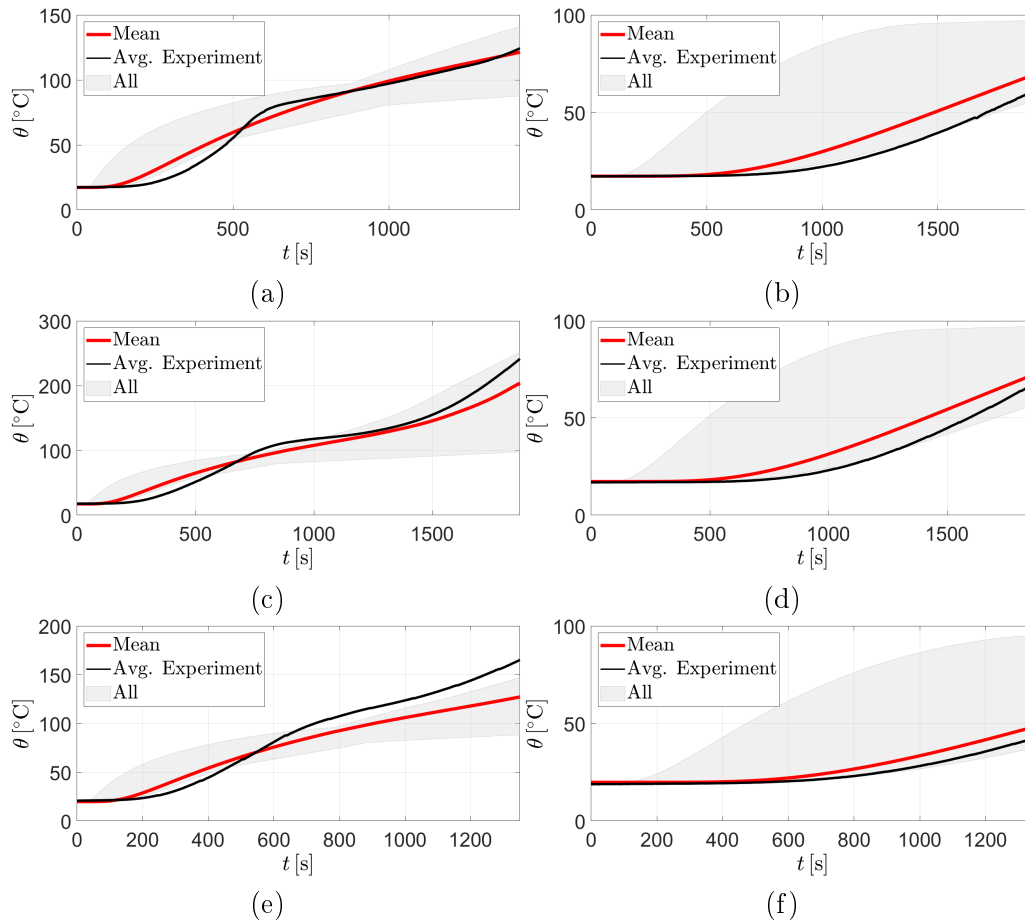 150
100
50
0
θ [°C]
Mean
Avg. Experiment
All
0 500 1000
t [s]
(a)
100
50
0
θ [°C]
Mean
Avg. Experiment
All
0 500 1000 1500
t [s]
(b)
300
200
100
0
θ [°C]
Mean
Avg. Experiment
All
0 500 1000 1500
t [s]
(c)
100
50
0
θ [°C]
Mean
Avg. Experiment
All
0 500 1000 1500
t [s]
(d)
200
150
100
50
0
θ [°C]
Mean
Avg. Experiment
All
0 200 400 600 800 1000 1200
t [s]
(e)
100
50
0
θ [°C]
Mean
Avg. Experiment
All
0 200 400 600 800 1000 1200
t [s]
(f)